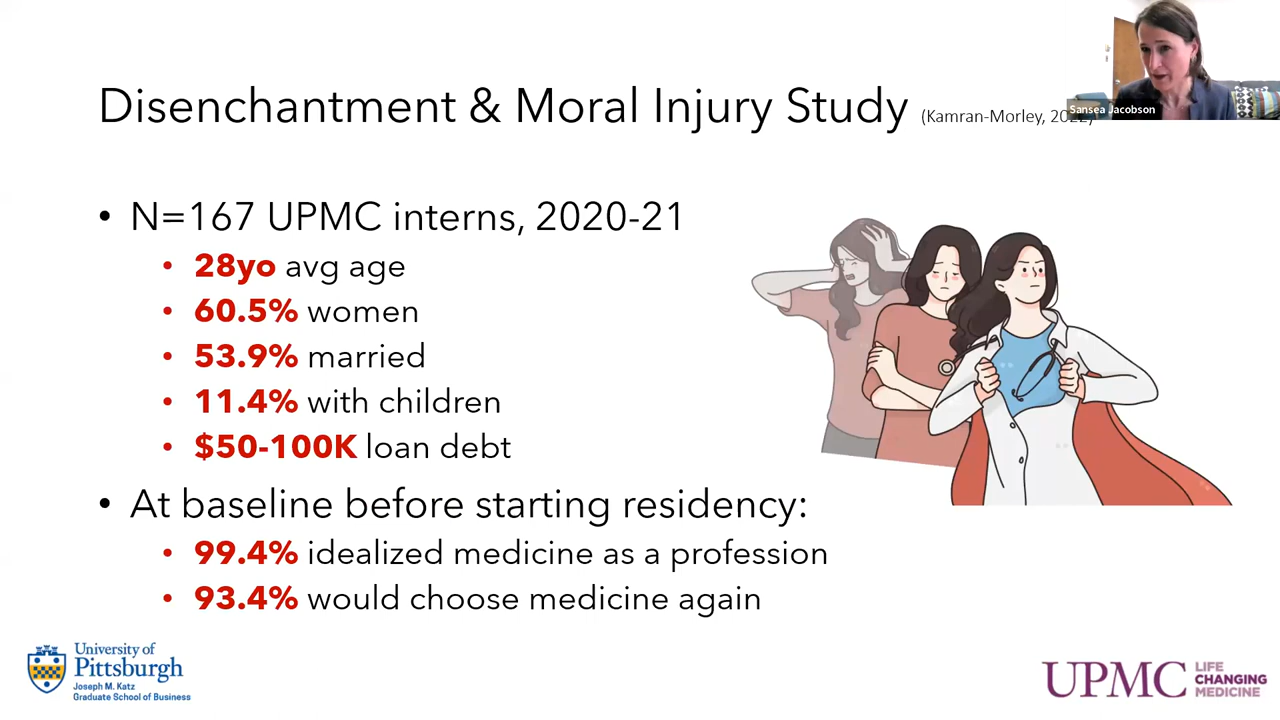 Disenchantment & Moral Injury Study (Kamran-Morley, 2022)
Sansea Jacobson
• N=167 UPMC interns, 2020-21
• 28yo avg age
• 60.5% women
• 53.9% married
• 11.4% with children
• $50-100K loan debt
• At baseline before starting residency:
• 99.4% idealized medicine as a profession
• 93.4% would choose medicine again
University of
Pittsburgh
Joseph M. Katz
Graduate School of Business
UPMC LIFE
CHANGING
MEDICINE